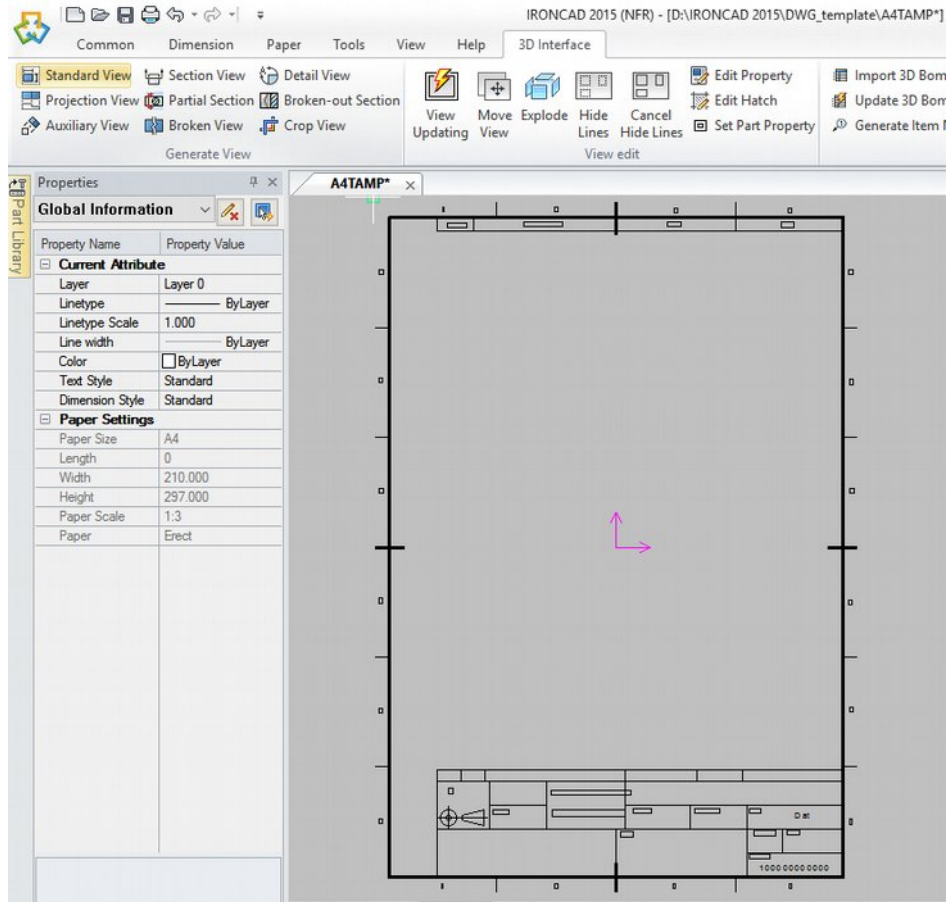 IRONCAD 2015 (NFR) - [D:\IRONCAD 2015\DWG_template\A4TAMP*]
Common Dimension Paper Tools View Help 3D Interface
Standard View Section View Detail View
Projection View Partial Section Broken-out Section
Auxiliary View Broken View Crop View
Generate View
View Updating
Move View
Explode
Hide Lines
Cancel Hide Lines
Edit Property
Edit Hatch
Set Part Property
View edit
Import 3D Bom
Update 3D Bom
Generate Item
Part Library
Properties
Global Information
Property Name Property Value
Current Attribute
Layer Layer 0
Linetype ByLayer
Linetype Scale 1.000
Line width ByLayer
Color ByLayer
Text Style Standard
Dimension Style Standard
Paper Settings
Paper Size A4
Length 0
Width 210.000
Height 297.000
Paper Scale 1:3
Paper Erect
A4TAMP*
Dat